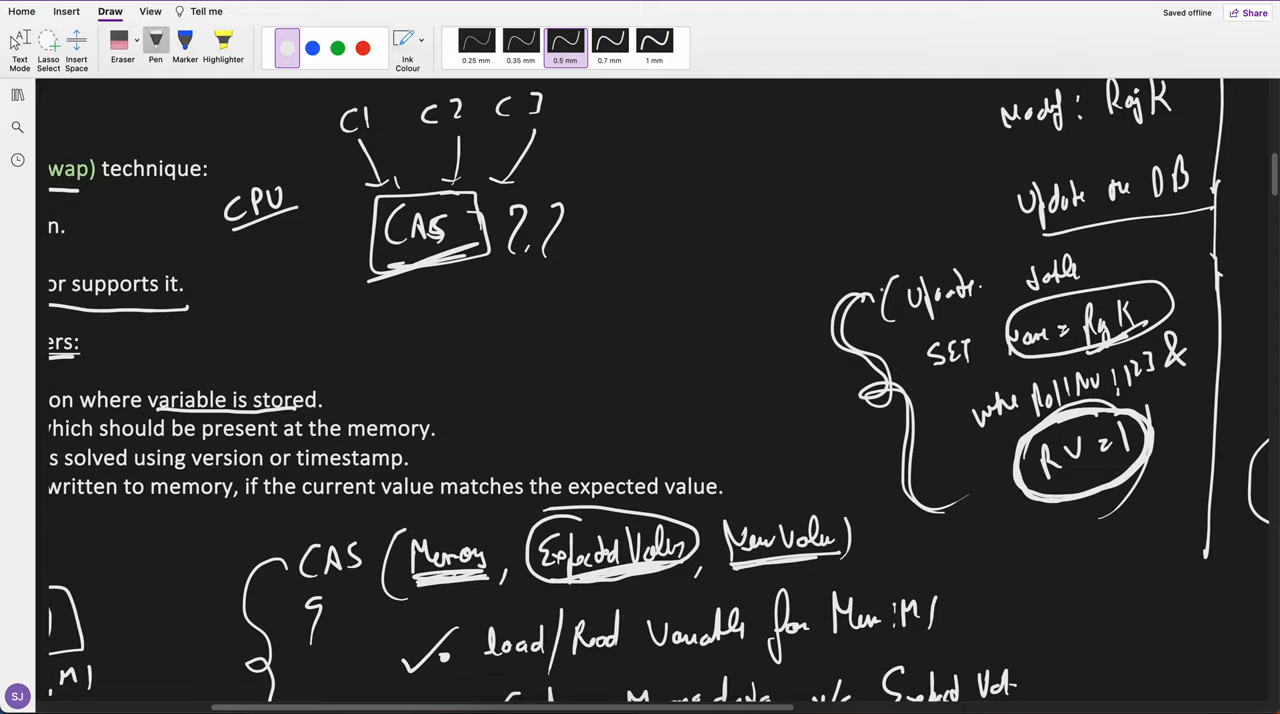 Home Insert Draw View Tell me Saved offline Share
Text Mode Lasso Select Insert Space Eraser Pen Marker Highlighter Ink Colour 0.25 mm 0.35 mm 0.5 mm 0.7 mm 1 mm
C1 C2 C3
Modf: Raj K
wap) technique:
CPU
CAS ??
Update on DB
n.
or supports it.
(Update table
SET name = Raj K
ers:
where RollNu : 123 &
on where variable is stored.
which should be present at the memory.
RV = 1
s solved using version or timestamp.
written to memory, if the current value matches the expected value.
CAS (Memory, Expected Value, New Value)
load/Read Variable for Mem : M1
, M1
SJ